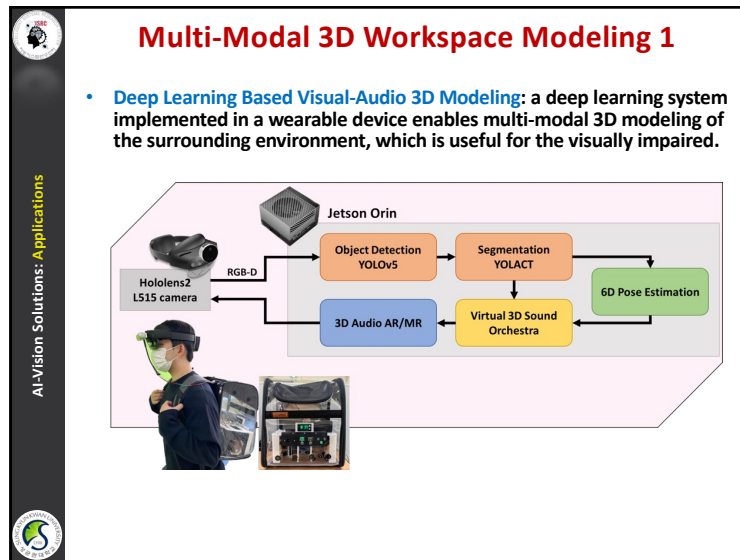 ISRC
Multi-Modal 3D Workspace Modeling 1
• Deep Learning Based Visual-Audio 3D Modeling: a deep learning system
implemented in a wearable device enables multi-modal 3D modeling of
the surrounding environment, which is useful for the visually impaired.
AI-Vision Solutions: Applications
Jetson Orin
Hololens2
L515 camera
RGB-D
Object Detection
YOLOv5
Segmentation
YOLACT
6D Pose Estimation
3D Audio AR/MR
Virtual 3D Sound
Orchestra
SUNGKYUNKWAN UNIVERSITY